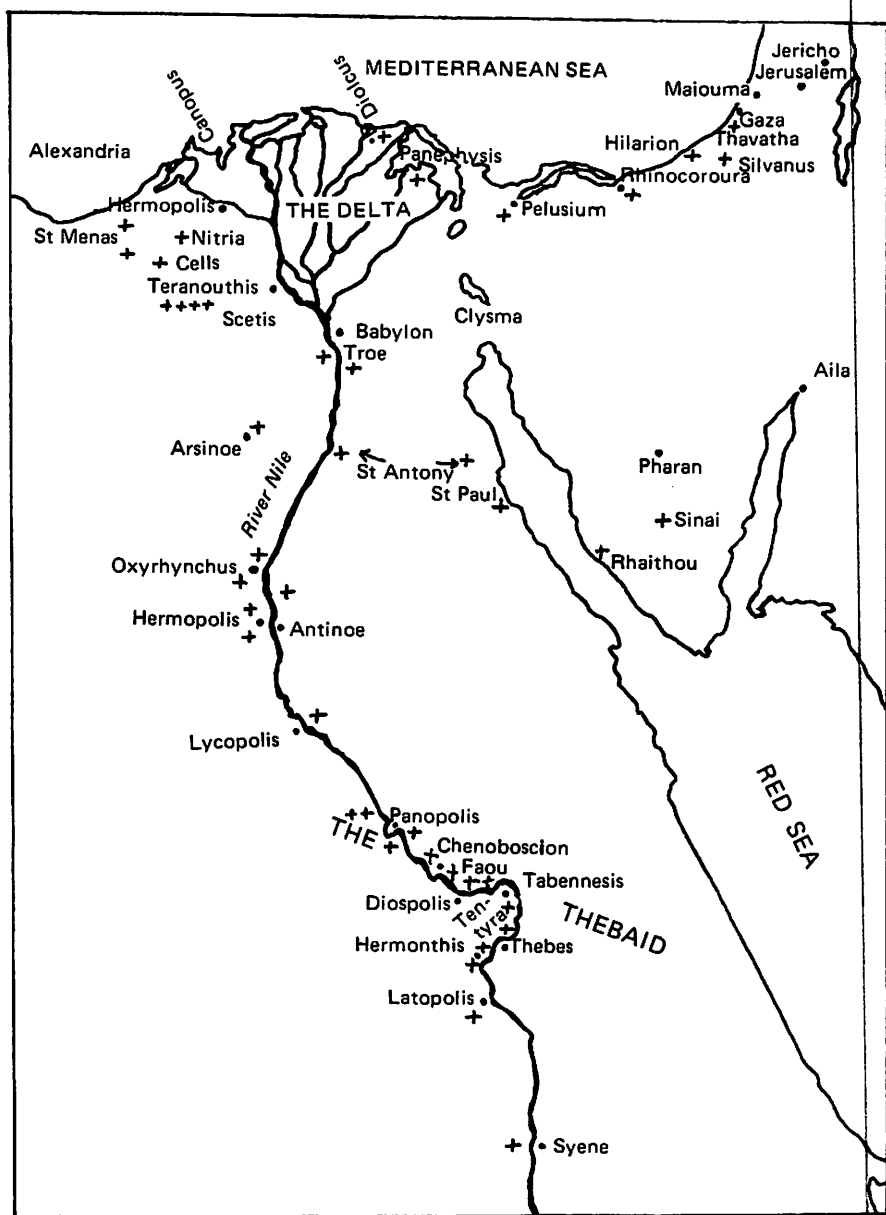 Jericho
MEDITERRANEAN SEA
Jerusalem
Canopus
Diolcus
Maiouma
Gaza
Alexandria
Hilarion
Thavatha
Panephysis
Silvanus
Rhinocoroura
Hermopolis
THE DELTA
Pelusium
St Menas
Nitria
Cells
Teranouthis
Scetis
Clysma
Babylon
Troe
Aila
Arsinoe
River Nile
St Antony
Pharan
St Paul
Sinai
Oxyrhynchus
Rhaithou
Hermopolis
Antinoe
Lycopolis
RED SEA
Panopolis
THE
Chenoboscion
Faou
Tabennesis
Diospolis
Ten-
tyra
THEBAID
Hermonthis
Thebes
Latopolis
Syene